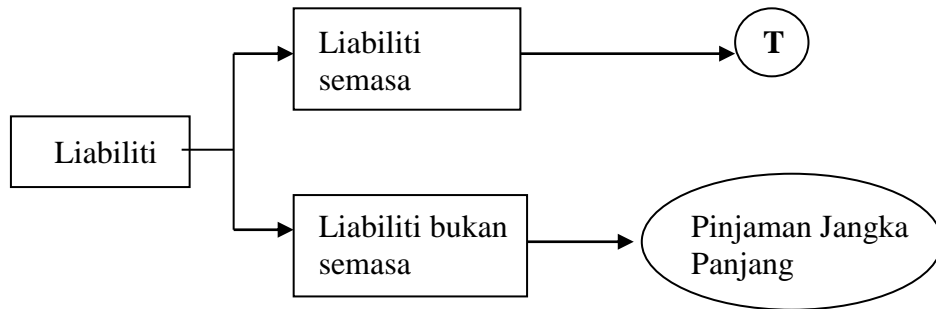 Liabiliti
Liabiliti
semasa
T
Liabiliti bukan
semasa
Pinjaman Jangka
Panjang